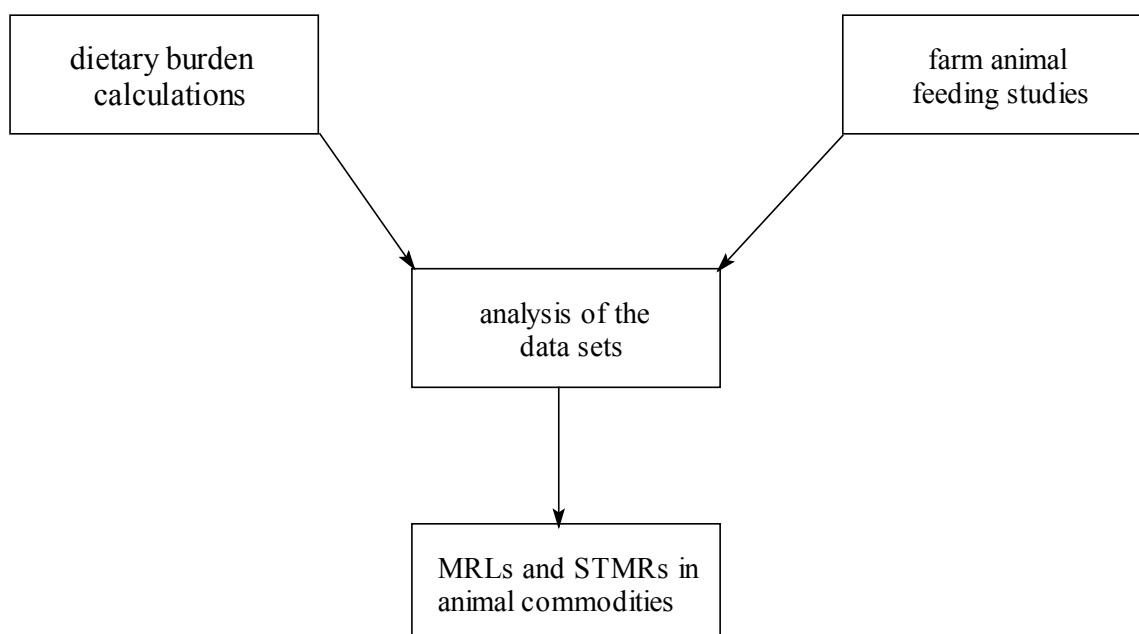 dietary burden
calculations
farm animal
feeding studies
analysis of the
data sets
MRLs and STMRs in
animal commodities